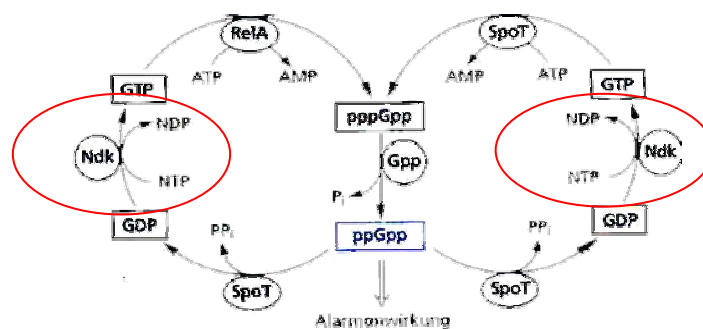 RelA
SpoT
ATP
AMP
AMP
ATP
GTP
GTP
pppGpp
NDP
NDP
Ndk
Gpp
Ndk
NTP
Pi
NTP
GDP
ppGpp
GDP
PPi
PPi
SpoT
SpoT
Alarmonwirkung